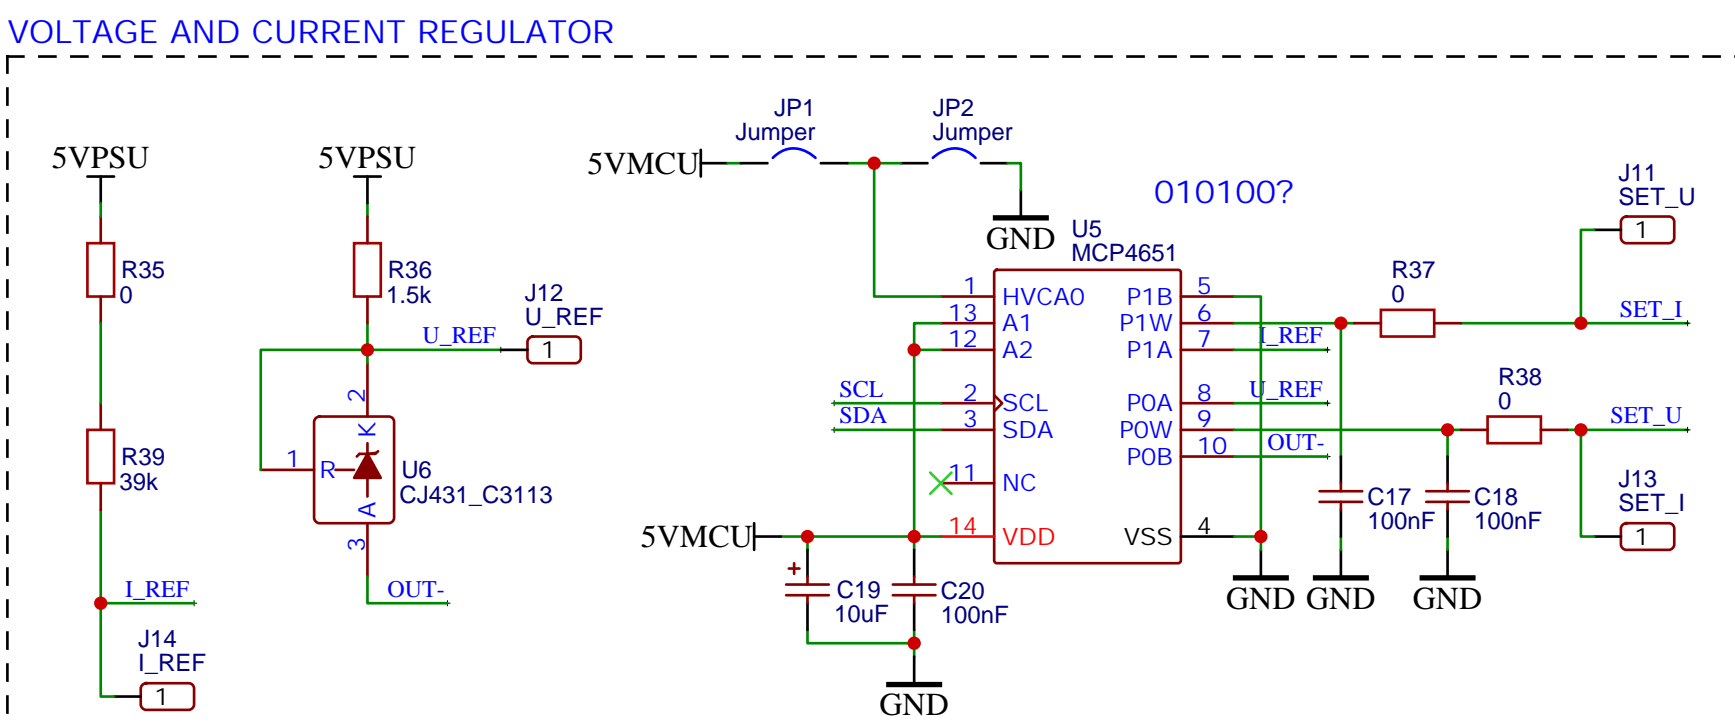 VOLTAGE AND CURRENT REGULATOR
5VPSU
R35
0
R39
39k
I_REF
J14
I_REF
1
5VPSU
R36
1.5k
U_REF
J12
U_REF
1
2
K
1
R
U6
CJ431_C3113
A
3
OUT-
JP1
Jumper
JP2
Jumper
5VMCU
GND
010100?
U5
MCP4651
1
HVCA0
13
A1
12
A2
SCL
2
SCL
SDA
3
SDA
11
NC
5VMCU
14
VDD
P1B
5
P1W
6
P1A
7
I_REF
P0A
8
U_REF
P0W
9
P0B
10
OUT-
VSS
4
+
C19
10uF
C20
100nF
GND
R37
0
J11
SET_U
1
SET_I
R38
0
SET_U
J13
SET_I
1
C17
100nF
C18
100nF
GND
GND
GND